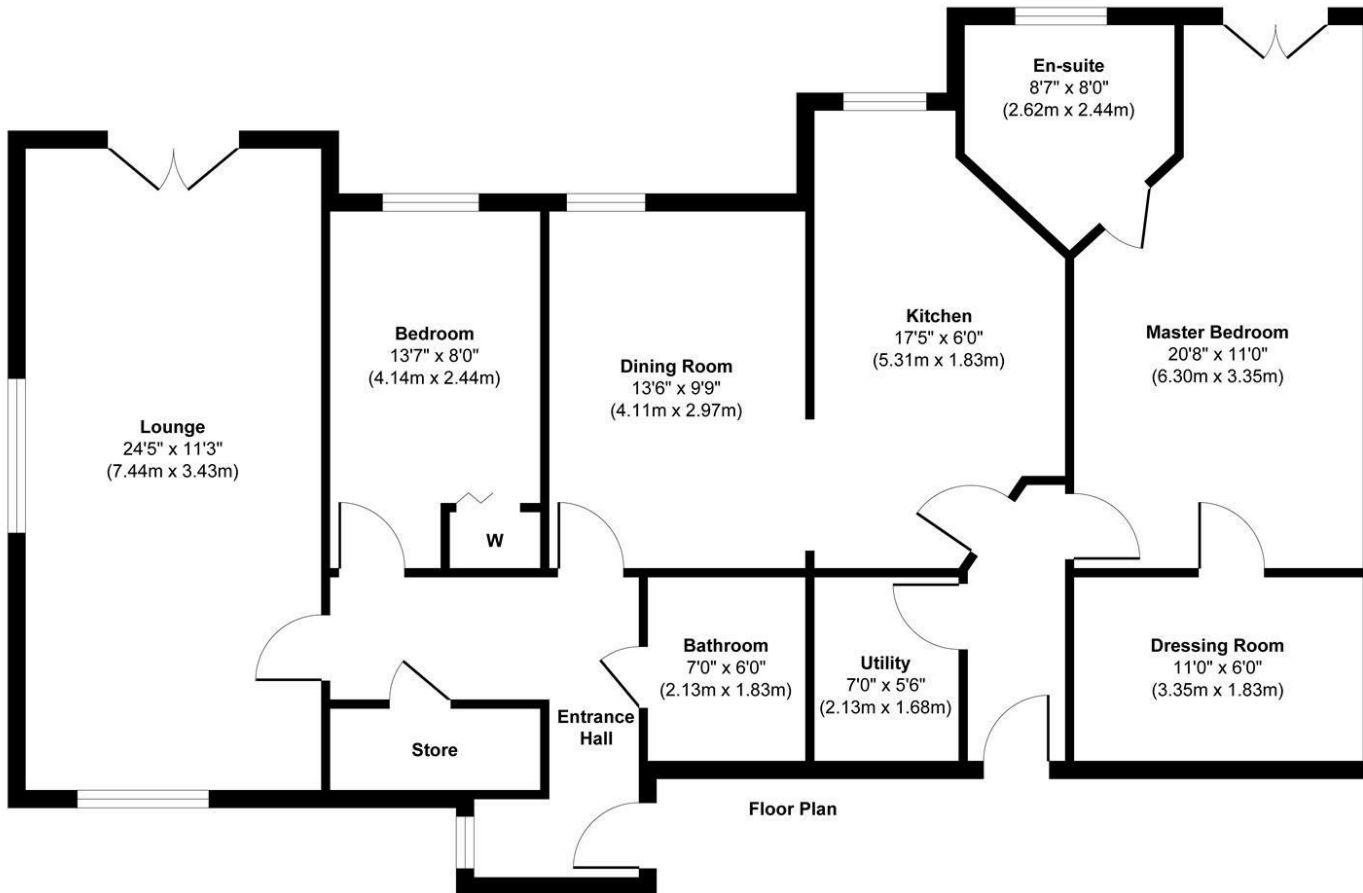 En-suite
8'7" x 8'0"
(2.62m x 2.44m)
Bedroom
13'7" x 8'0"
(4.14m x 2.44m)
Dining Room
13'6" x 9'9"
(4.11m x 2.97m)
Kitchen
17'5" x 6'0"
(5.31m x 1.83m)
Master Bedroom
20'8" x 11'0"
(6.30m x 3.35m)
Lounge
24'5" x 11'3"
(7.44m x 3.43m)
W
Bathroom
7'0" x 6'0"
(2.13m x 1.83m)
Utility
7'0" x 5'6"
(2.13m x 1.68m)
Dressing Room
11'0" x 6'0"
(3.35m x 1.83m)
Store
Entrance
Hall
Floor Plan